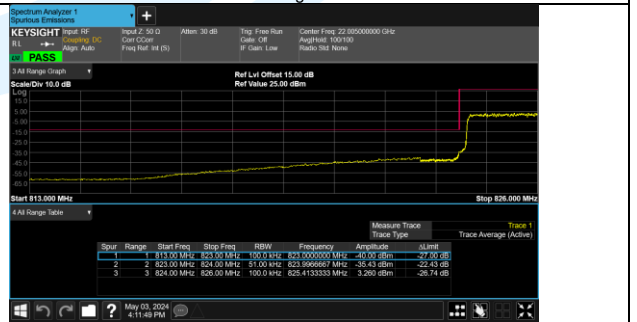 Spectrum Analyzer 1
Spurious Emissions
+
KEYSIGHT Input: RF Input Z: 50 Ω Atten: 30 dB Trig: Free Run Center Freq: 22.005000000 GHz
RL Coupling: DC Corr CCorr Gate: Off Avg|Hold: 100/100
Align: Auto Freq Ref: Int (S) IF Gain: Low Radio Std: None
PASS
3 All Range Graph Ref Lvl Offset 15.00 dB
Scale/Div 10.0 dB Ref Value 25.00 dBm
Log
15.0
5.00
-5.00
-15.0
-25.0
-35.0
-45.0
-55.0
-65.0
Start 813.000 MHz Stop 826.000 MHz
4 All Range Table
Measure Trace Trace 1
Trace Type Trace Average (Active)
Spur Range Start Freq Stop Freq RBW Frequency Amplitude ΔLimit
1 1 813.00 MHz 823.00 MHz 100.0 kHz 823.0000000 MHz -40.00 dBm -27.00 dB
2 2 823.00 MHz 824.00 MHz 51.00 kHz 823.9966667 MHz -35.43 dBm -22.43 dB
3 3 824.00 MHz 826.00 MHz 100.0 kHz 825.4133333 MHz 3.260 dBm -26.74 dB
? May 03, 2024
4:11:49 PM